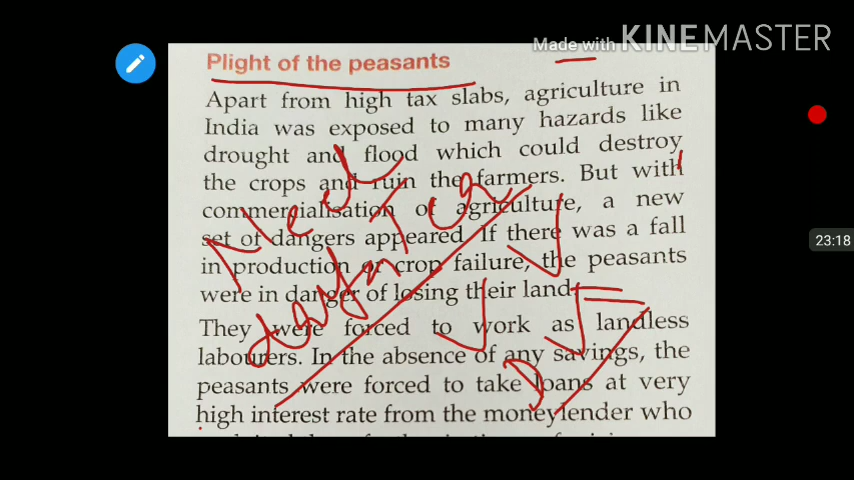 Made with KINEMASTER
Plight of the peasants
Apart from high tax slabs, agriculture in
India was exposed to many hazards like
drought and flood which could destroy
the crops and ruin the farmers. But with
commercialisation of agriculture, a new
set of dangers appeared. If there was a fall
in production or crop failure, the peasants
were in danger of losing their land.
23:18
They were forced to work as landless
labourers. In the absence of any savings, the
peasants were forced to take loans at very
high interest rate from the moneylender who